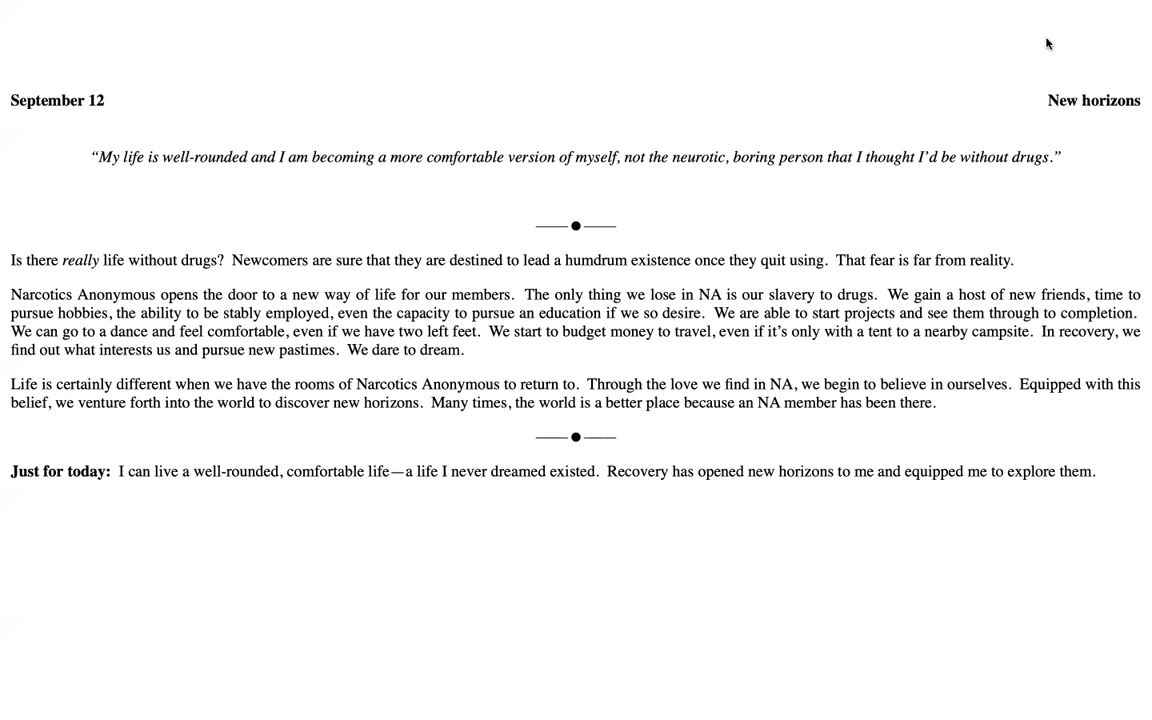 September 12
New horizons
“My life is well-rounded and I am becoming a more comfortable version of myself, not the neurotic, boring person that I thought I’d be without drugs.”
Is there really life without drugs? Newcomers are sure that they are destined to lead a humdrum existence once they quit using. That fear is far from reality.
Narcotics Anonymous opens the door to a new way of life for our members. The only thing we lose in NA is our slavery to drugs. We gain a host of new friends, time to
pursue hobbies, the ability to be stably employed, even the capacity to pursue an education if we so desire. We are able to start projects and see them through to completion.
We can go to a dance and feel comfortable, even if we have two left feet. We start to budget money to travel, even if it’s only with a tent to a nearby campsite. In recovery, we
find out what interests us and pursue new pastimes. We dare to dream.
Life is certainly different when we have the rooms of Narcotics Anonymous to return to. Through the love we find in NA, we begin to believe in ourselves. Equipped with this
belief, we venture forth into the world to discover new horizons. Many times, the world is a better place because an NA member has been there.
Just for today: I can live a well-rounded, comfortable life—a life I never dreamed existed. Recovery has opened new horizons to me and equipped me to explore them.